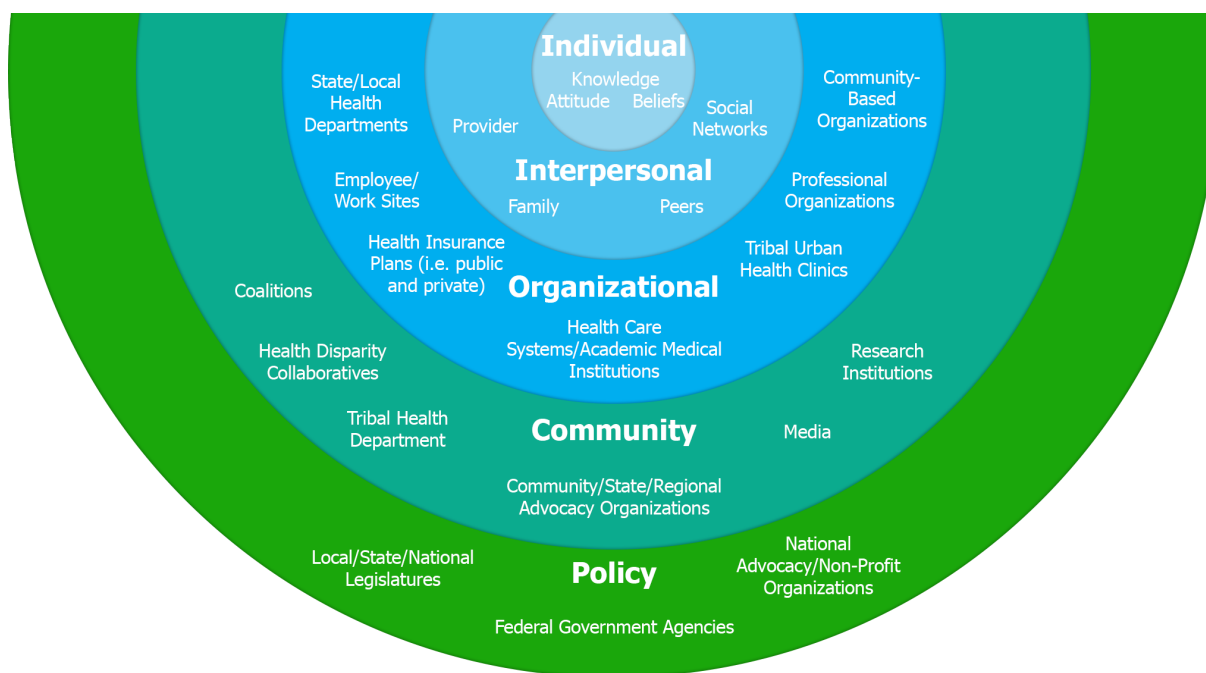 Individual
Knowledge
Attitude Beliefs
State/Local
Health
Departments
Provider
Social
Networks
Community-
Based
Organizations
Interpersonal
Family
Peers
Employee/
Work Sites
Professional
Organizations
Health Insurance
Plans (i.e. public
and private)
Tribal Urban
Health Clinics
Organizational
Health Care
Systems/Academic Medical
Institutions
Coalitions
Health Disparity
Collaboratives
Research
Institutions
Tribal Health
Department
Community
Media
Community/State/Regional
Advocacy Organizations
Local/State/National
Legislatures
Policy
National
Advocacy/Non-Profit
Organizations
Federal Government Agencies